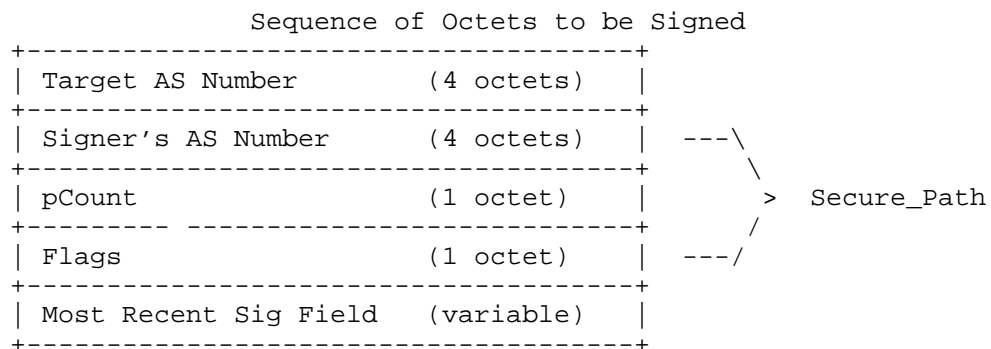 Sequence of Octets to be Signed
+--------------------------------------+
| Target AS Number        (4 octets)   |
+--------------------------------------+
| Signer's AS Number      (4 octets)   |  ---\
+--------------------------------------+      \
| pCount                  (1 octet)    |       >  Secure_Path
+--------- ----------------------------+      /
| Flags                   (1 octet)    |  ---/
+--------------------------------------+
| Most Recent Sig Field   (variable)   |
+--------------------------------------+